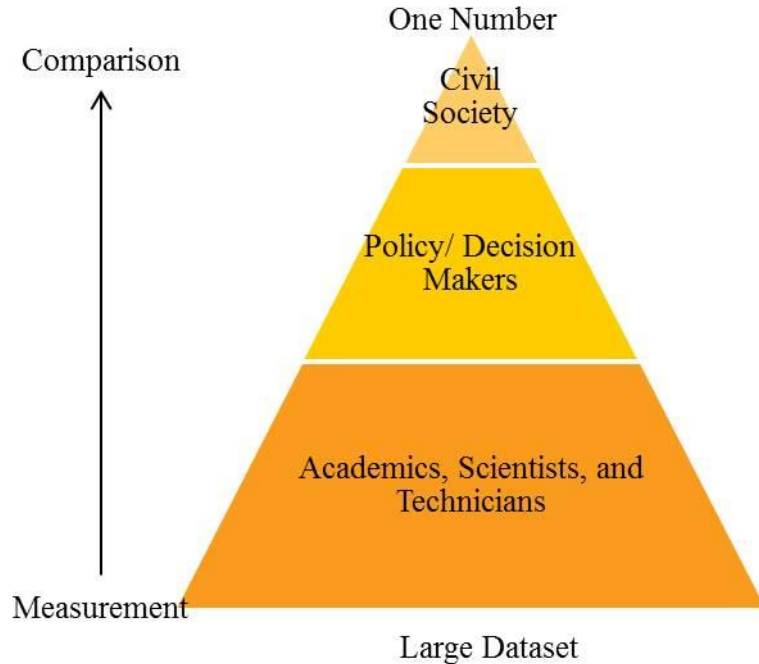 One Number
Comparison
Civil
Society
Policy/ Decision
Makers
Academics, Scientists, and
Technicians
Measurement
Large Dataset